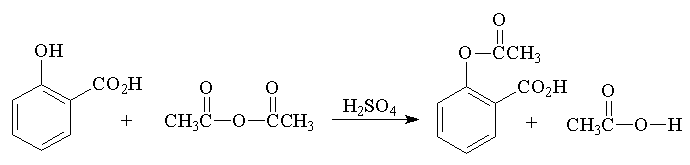 OH
CO₂H
+
O O
CH₃C—O—CCH₃
H₂SO₄
O
O—CCH₃
CO₂H
+
O
CH₃C—O—H